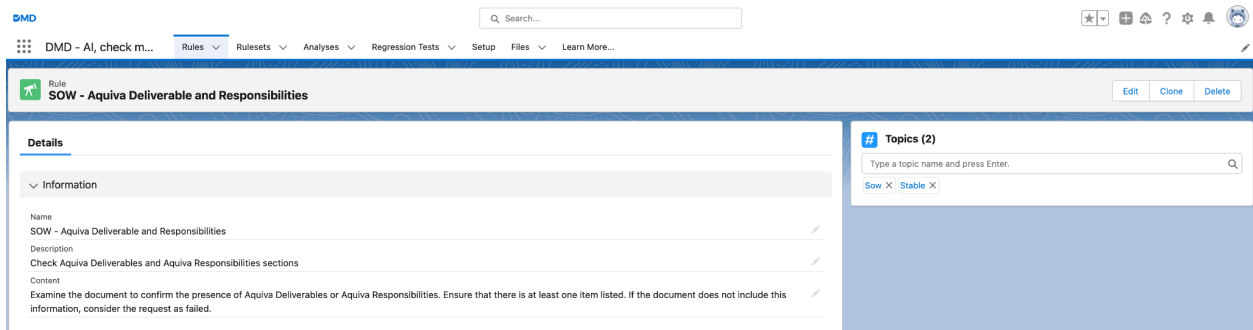 DMD
Search...
DMD - AI, check m...
Rules
Rulesets
Analyses
Regression Tests
Setup
Files
Learn More...
Rule
SOW - Aquiva Deliverable and Responsibilities
Edit
Clone
Delete
Details
Information
Name
SOW - Aquiva Deliverable and Responsibilities
Description
Check Aquiva Deliverables and Aquiva Responsibilities sections
Content
Examine the document to confirm the presence of Aquiva Deliverables or Aquiva Responsibilities. Ensure that there is at least one item listed. If the document does not include this
information, consider the request as failed.
# Topics (2)
Type a topic name and press Enter.
Sow
Stable